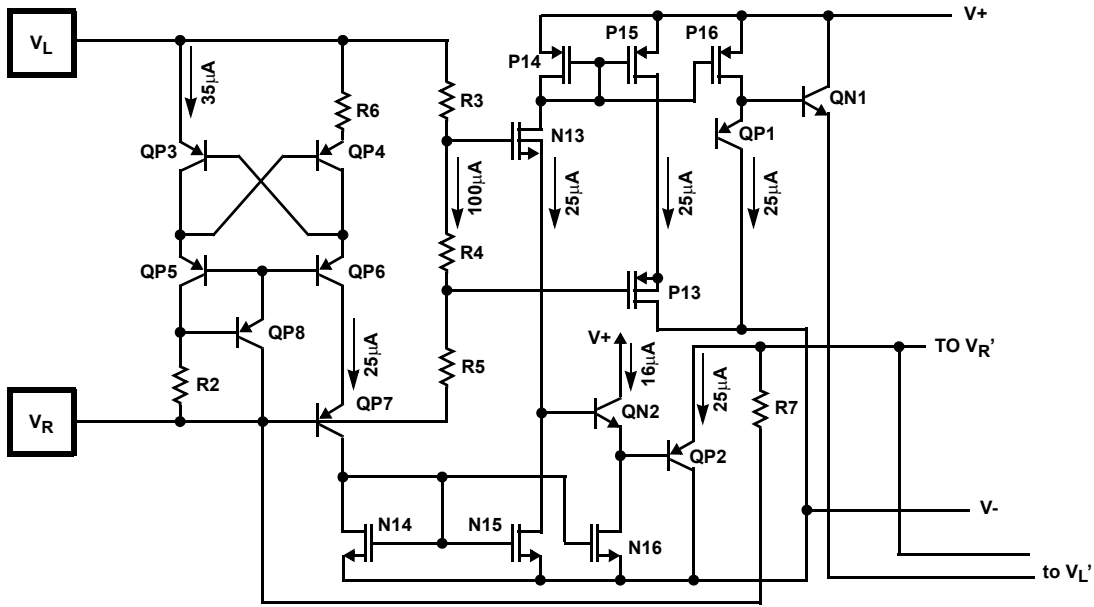 V+
VL
P15
P16
P14
35µA
R6
R3
QN1
N13
QP1
QP3
QP4
100µA
25µA
25µA
25µA
R4
QP5
QP6
P13
QP8
V+
TO VR’
25µA
R5
16µA
25µA
R2
QP7
QN2
R7
VR
QP2
V-
N14
N15
N16
to VL’